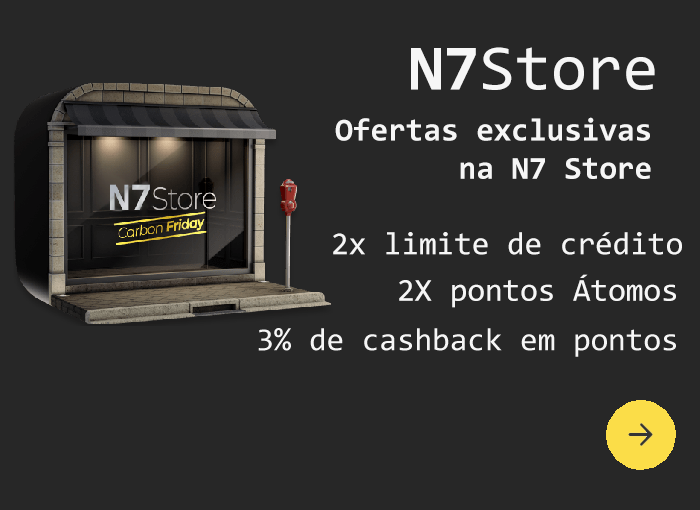 N7Store
Ofertas exclusivas
na N7 Store
N7Store
Carbon Friday
2x limite de crédito
2X pontos Átomos
3% de cashback em pontos